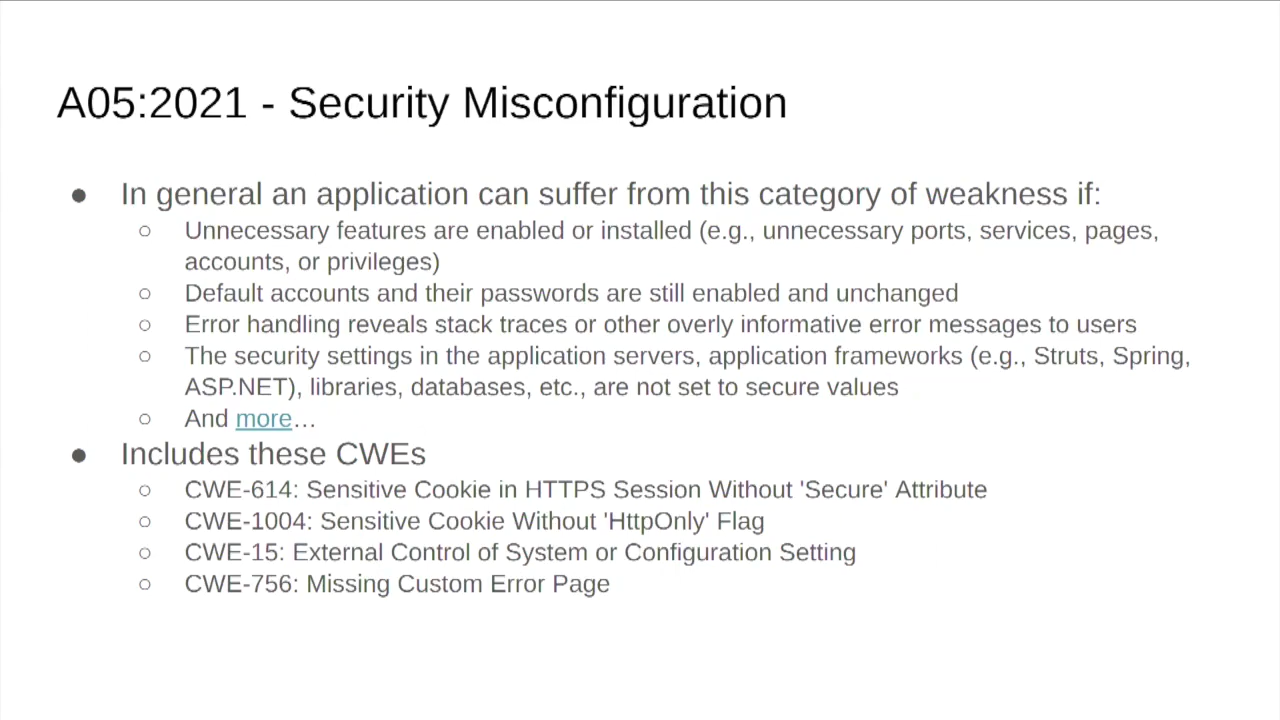 A05:2021 - Security Misconfiguration
● In general an application can suffer from this category of weakness if:
○ Unnecessary features are enabled or installed (e.g., unnecessary ports, services, pages,
accounts, or privileges)
○ Default accounts and their passwords are still enabled and unchanged
○ Error handling reveals stack traces or other overly informative error messages to users
○ The security settings in the application servers, application frameworks (e.g., Struts, Spring,
ASP.NET), libraries, databases, etc., are not set to secure values
○ And more…
● Includes these CWEs
○ CWE-614: Sensitive Cookie in HTTPS Session Without 'Secure' Attribute
○ CWE-1004: Sensitive Cookie Without 'HttpOnly' Flag
○ CWE-15: External Control of System or Configuration Setting
○ CWE-756: Missing Custom Error Page